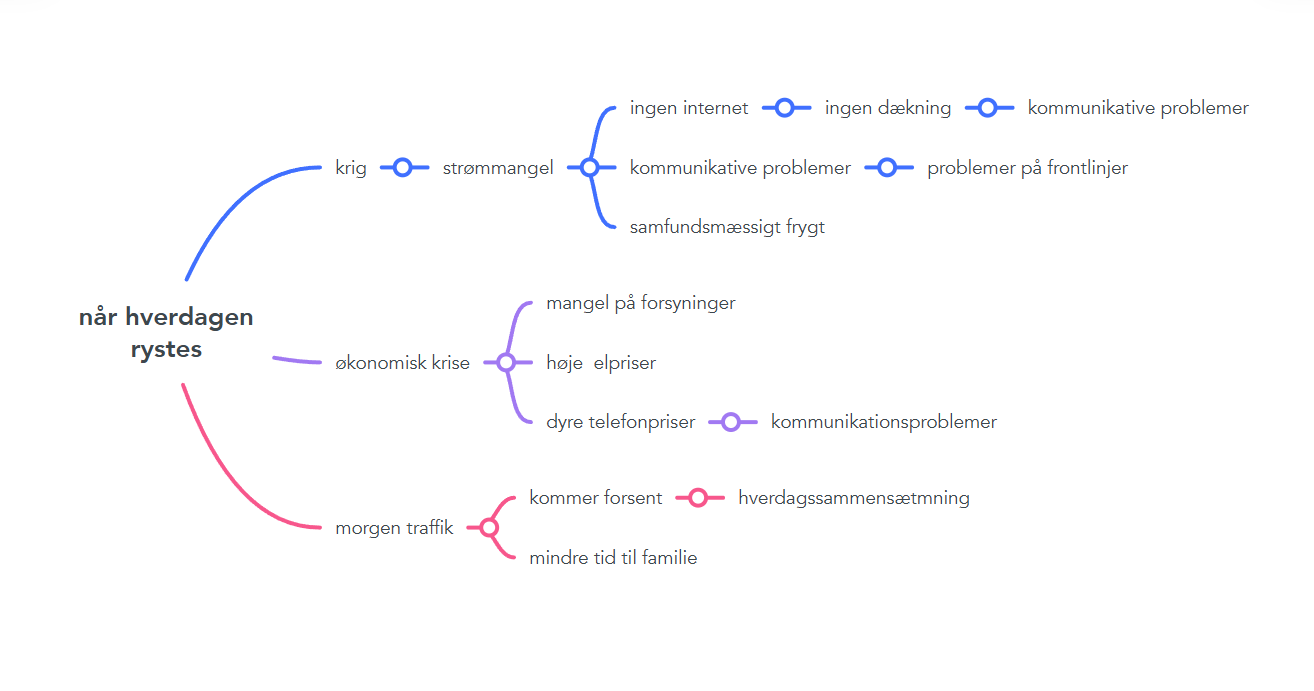 ingen internet
ingen dækning
kommunikative problemer
krig
strømmangel
kommunikative problemer
problemer på frontlinjer
samfundsmæssigt frygt
når hverdagen
rystes
mangel på forsyninger
økonomisk krise
høje  elpriser
dyre telefonpriser
kommunikationsproblemer
kommer forsent
hverdagssammensætmning
morgen traffik
mindre tid til familie